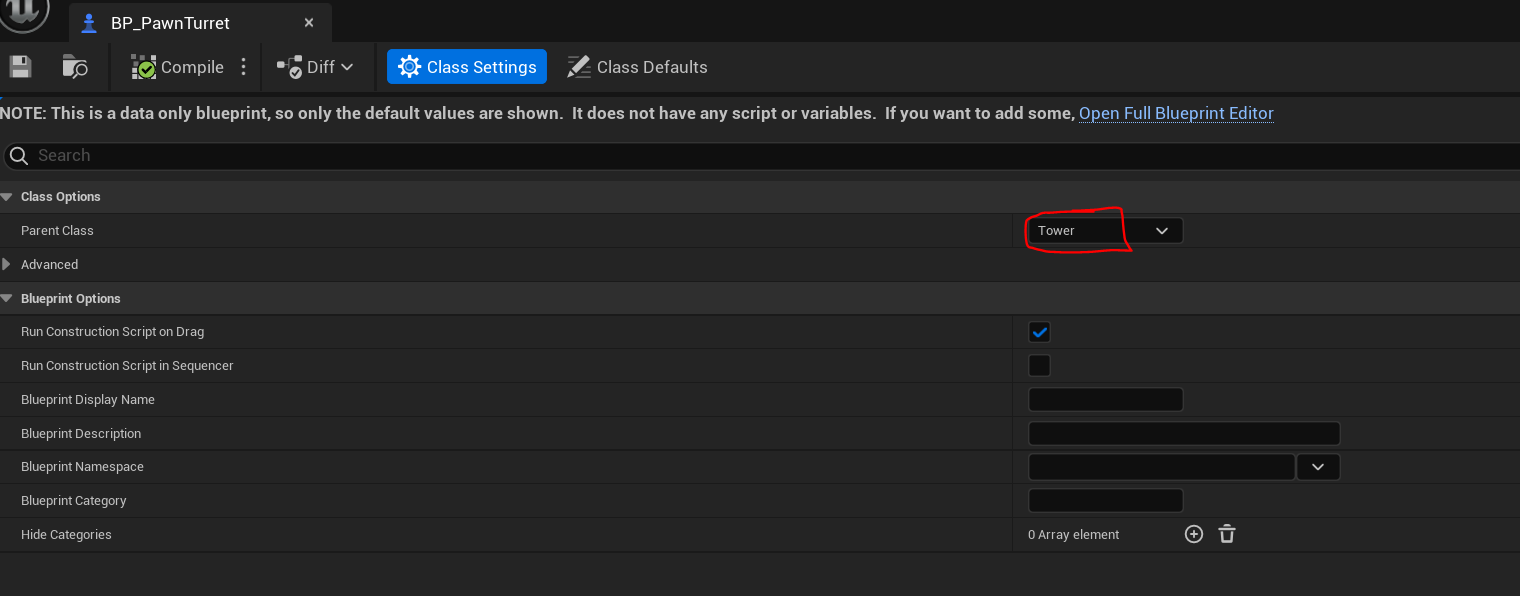 BP_PawnTurret
Compile Diff Class Settings Class Defaults
NOTE: This is a data only blueprint, so only the default values are shown.  It does not have any script or variables.  If you want to add some, Open Full Blueprint Editor
Search
Class Options
Parent Class Tower
Advanced
Blueprint Options
Run Construction Script on Drag
Run Construction Script in Sequencer
Blueprint Display Name
Blueprint Description
Blueprint Namespace
Blueprint Category
Hide Categories 0 Array element